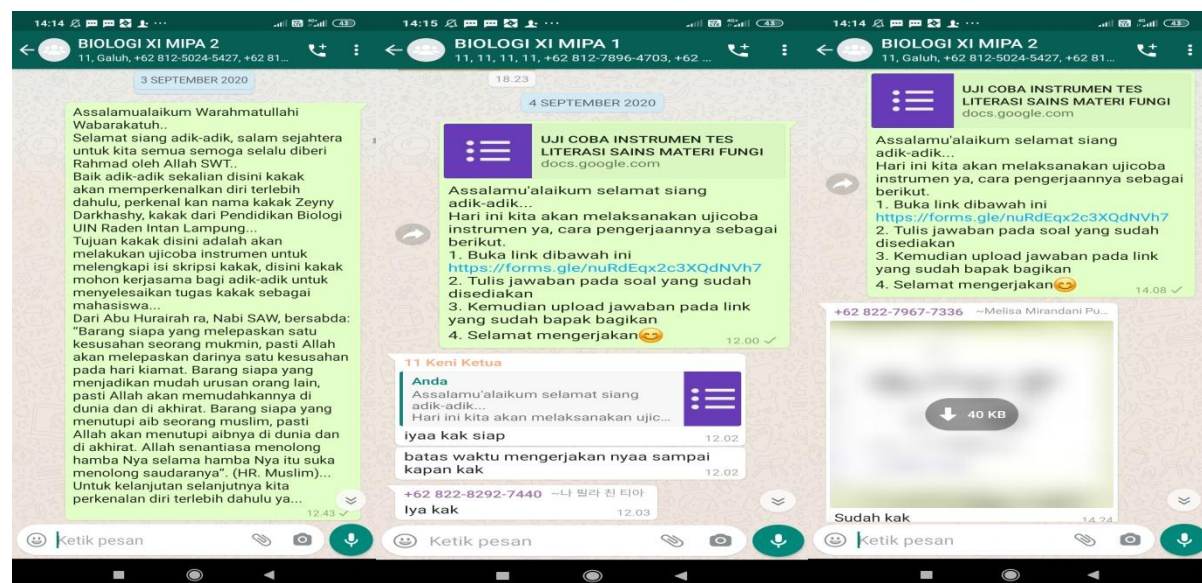 14:14
43
BIOLOGI XI MIPA 2
11, Galuh, +62 812-5024-5427, +62 81...
3 SEPTEMBER 2020
Assalamualaikum Warahmatullahi
Wabarakatuh..
Selamat siang adik-adik, salam sejahtera
untuk kita semua semoga selalu diberi
Rahmad oleh Allah SWT..
Baik adik-adik sekalian disini kakak
akan memperkenalkan diri terlebih
dahulu, perkenal kan nama kakak Zeyny
Darkhashy, kakak dari Pendidikan Biologi
UIN Raden Intan Lampung...
Tujuan kakak disini adalah akan
melakukan ujicoba instrumen untuk
melengkapi isi skripsi kakak, disini kakak
mohon kerjasama bagi adik-adik untuk
menyelesaikan tugas kakak sebagai
mahasiswa...
Dari Abu Hurairah ra, Nabi SAW, bersabda:
"Barang siapa yang melepaskan satu
kesusahan seorang mukmin, pasti Allah
akan melepaskan darinya satu kesusahan
pada hari kiamat. Barang siapa yang
menjadikan mudah urusan orang lain,
pasti Allah akan memudahkannya di
dunia dan di akhirat. Barang siapa yang
menutupi aib seorang muslim, pasti
Allah akan menutupi aibnya di dunia dan
di akhirat. Allah senantiasa menolong
hamba Nya selama hamba Nya itu suka
menolong saudaranya". (HR. Muslim)...
Untuk kelanjutan selanjutnya kita
perkenalan diri terlebih dahulu ya...
12.43
Ketik pesan
14:15
43
BIOLOGI XI MIPA 1
11, 11, 11, 11, +62 812-7896-4703, +62 ...
18.23
4 SEPTEMBER 2020
UJI COBA INSTRUMEN TES
LITERASI SAINS MATERI FUNGI
docs.google.com
Assalamu'alaikum selamat siang
adik-adik...
Hari ini kita akan melaksanakan ujicoba
instrumen ya, cara pengerjaannya sebagai
berikut.
1. Buka link dibawah ini
https://forms.gle/nuRdEqx2c3XQdNVh7
2. Tulis jawaban pada soal yang sudah
disediakan
3. Kemudian upload jawaban pada link
yang sudah bapak bagikan
4. Selamat mengerjakan😊
12.00
11 Keni Ketua
Anda
Assalamu'alaikum selamat siang
adik-adik...
Hari ini kita akan melaksanakan ujic...
iyaa kak siap
12.02
batas waktu mengerjakan nyaa sampai
kapan kak
12.02
+62 822-8292-7440 ~나 필라 친 티아
Iya kak
12.03
Ketik pesan
14:14
43
BIOLOGI XI MIPA 2
11, Galuh, +62 812-5024-5427, +62 81...
UJI COBA INSTRUMEN TES
LITERASI SAINS MATERI FUNGI
docs.google.com
Assalamu'alaikum selamat siang
adik-adik...
Hari ini kita akan melaksanakan ujicoba
instrumen ya, cara pengerjaannya sebagai
berikut.
1. Buka link dibawah ini
https://forms.gle/nuRdEqx2c3XQdNVh7
2. Tulis jawaban pada soal yang sudah
disediakan
3. Kemudian upload jawaban pada link
yang sudah bapak bagikan
4. Selamat mengerjakan😊
14.08
+62 822-7967-7336 ~Melisa Mirandani Pu...
40 KB
Sudah kak
14.24
Ketik pesan